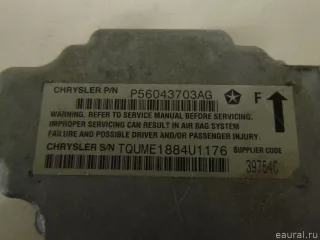 CHRYSLER P/N P56043703AG
F
WARNING. REFER TO SERVICE MANUAL BEFORE SERVICING.
IMPROPER SERVICING CAN RESULT IN AIR BAG SYSTEM
FAILURE AND POSSIBLE DRIVER AND/OR PASSENGER INJURY.
CHRYSLER S/N TQUME1884U1176 SUPPLIER CODE
39764C
eaural.ru